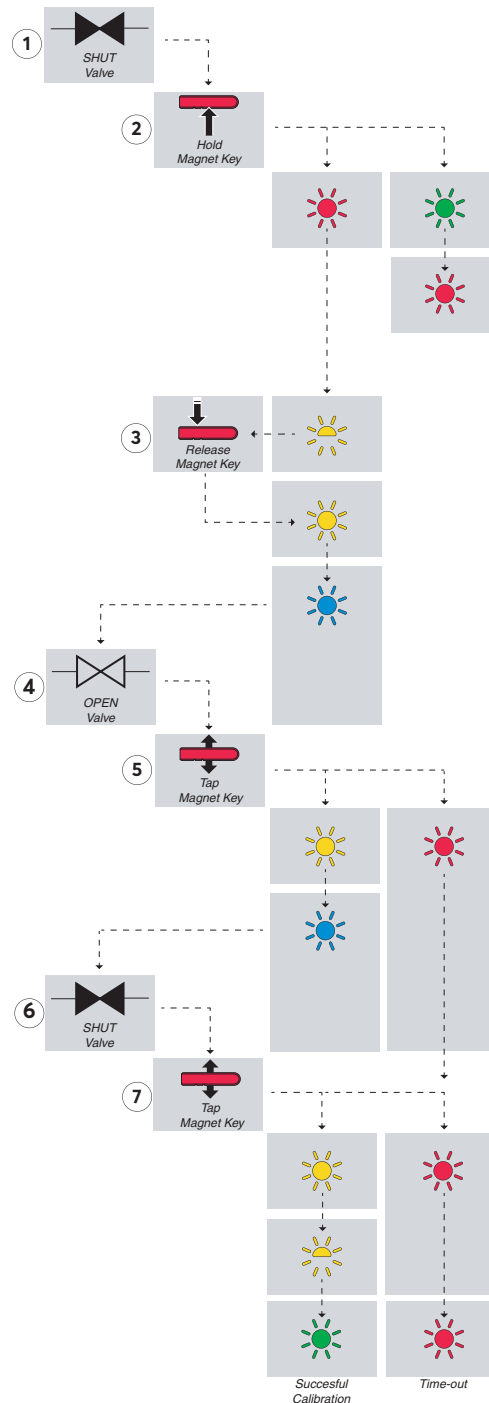 1
SHUT
Valve
2
Hold
Magnet Key
3
Release
Magnet Key
4
OPEN
Valve
5
Tap
Magnet Key
6
SHUT
Valve
7
Tap
Magnet Key
Succesful
Calibration
Time-out